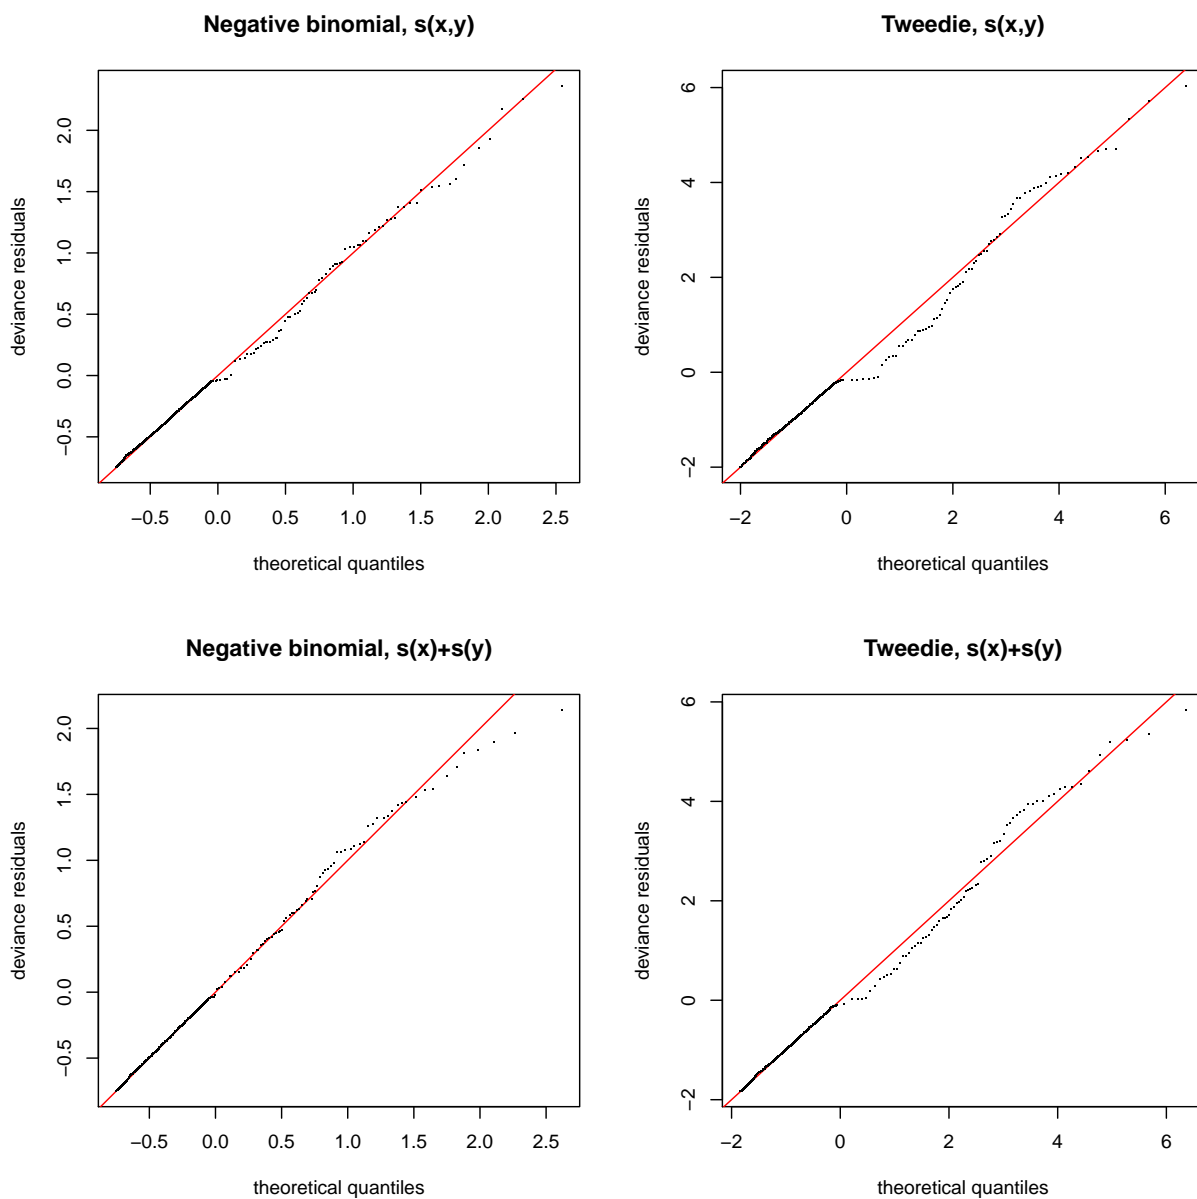 Negative binomial, s(x,y)
deviance residuals
2.0
1.5
1.0
0.5
0.0
−0.5
−0.5 0.0 0.5 1.0 1.5 2.0 2.5
theoretical quantiles
Tweedie, s(x,y)
deviance residuals
6
4
2
0
−2
−2 0 2 4 6
theoretical quantiles
Negative binomial, s(x)+s(y)
deviance residuals
2.0
1.5
1.0
0.5
0.0
−0.5
−0.5 0.0 0.5 1.0 1.5 2.0 2.5
theoretical quantiles
Tweedie, s(x)+s(y)
deviance residuals
6
4
2
0
−2
−2 0 2 4 6
theoretical quantiles